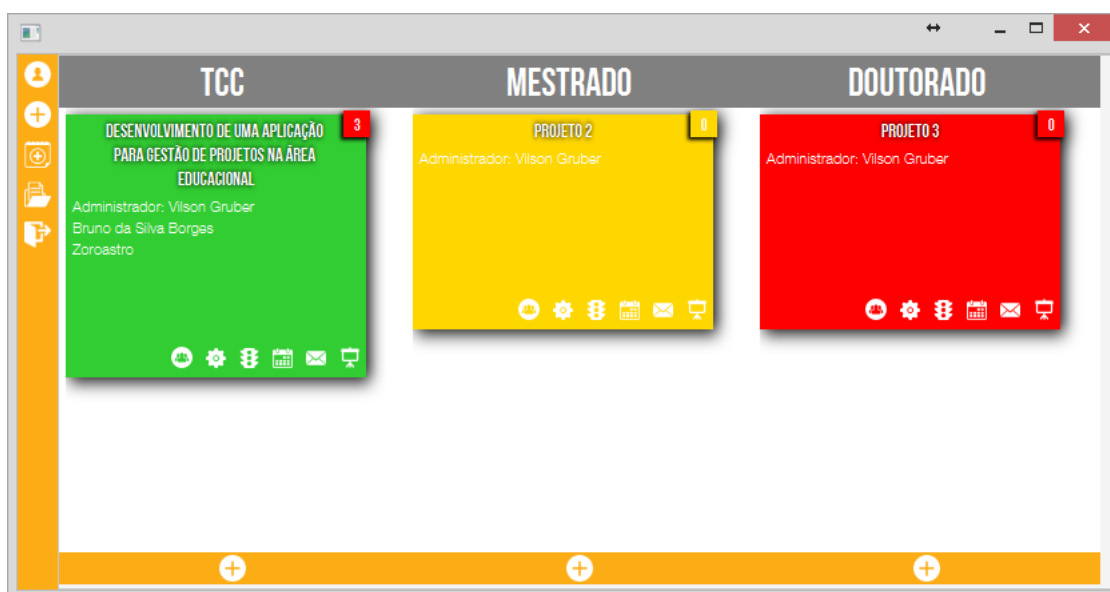 TCC
MESTRADO
DOUTORADO
DESENVOLVIMENTO DE UMA APLICAÇÃO
PARA GESTÃO DE PROJETOS NA ÁREA
EDUCACIONAL
3
Administrador: Vilson Gruber
Bruno da Silva Borges
Zoroastro
PROJETO 2
0
Administrador: Vilson Gruber
PROJETO 3
0
Administrador: Vilson Gruber